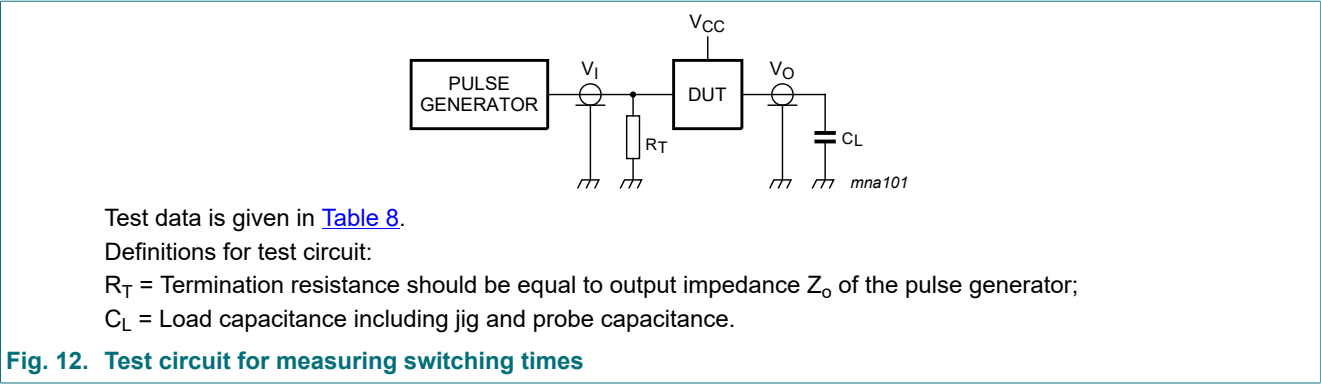 V_CC
PULSE
GENERATOR
V_I
DUT
V_O
R_T
C_L
mna101
Test data is given in Table 8.
Definitions for test circuit:
R_T = Termination resistance should be equal to output impedance Z_o of the pulse generator;
C_L = Load capacitance including jig and probe capacitance.
Fig. 12. Test circuit for measuring switching times